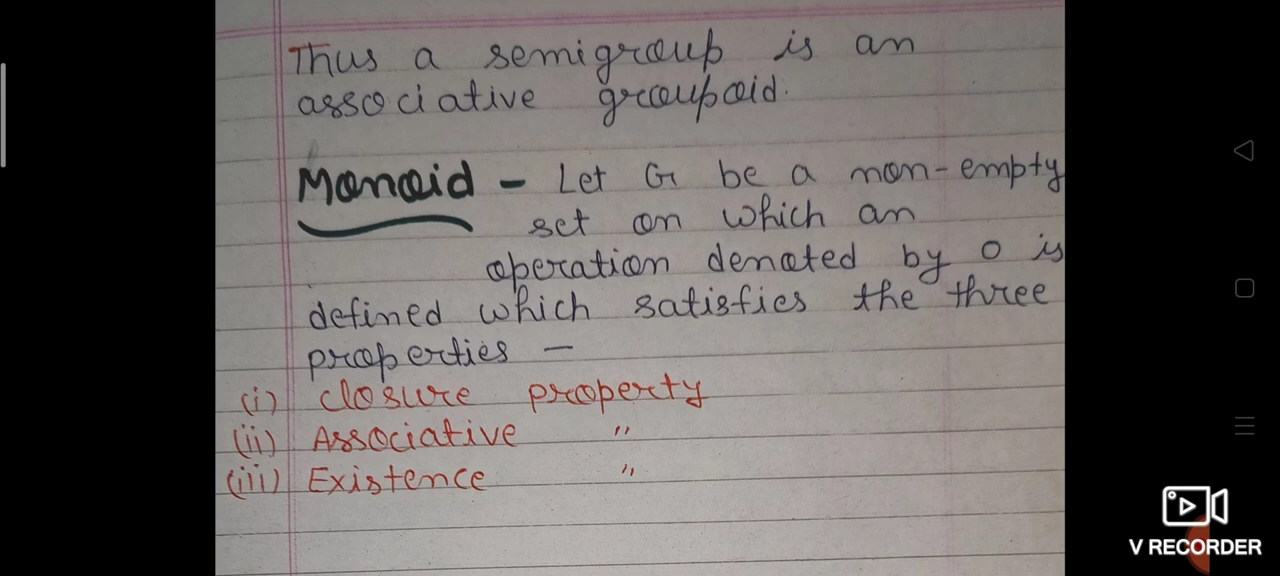 Thus a semigroup is an
associative groupoid.
Monoid - Let G be a non-empty
set on which an
operation denoted by o is
defined which satisfies the three
properties —
(i) closure property
(ii) Associative "
(iii) Existence "
V RECORDER